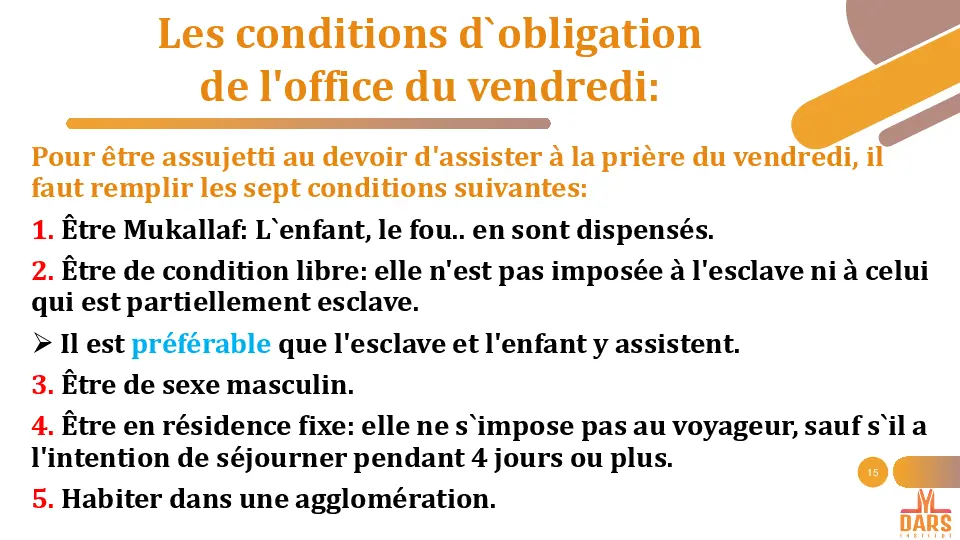 Les conditions d`obligation
de l'office du vendredi:
Pour être assujetti au devoir d'assister à la prière du vendredi, il
faut remplir les sept conditions suivantes:
1. Être Mukallaf: L`enfant, le fou.. en sont dispensés.
2. Être de condition libre: elle n'est pas imposée à l'esclave ni à celui
qui est partiellement esclave.
➢ Il est préférable que l'esclave et l'enfant y assistent.
3. Être de sexe masculin.
4. Être en résidence fixe: elle ne s`impose pas au voyageur, sauf s`il a
l'intention de séjourner pendant 4 jours ou plus.
15
5. Habiter dans une agglomération.
DARS
INSTITUT